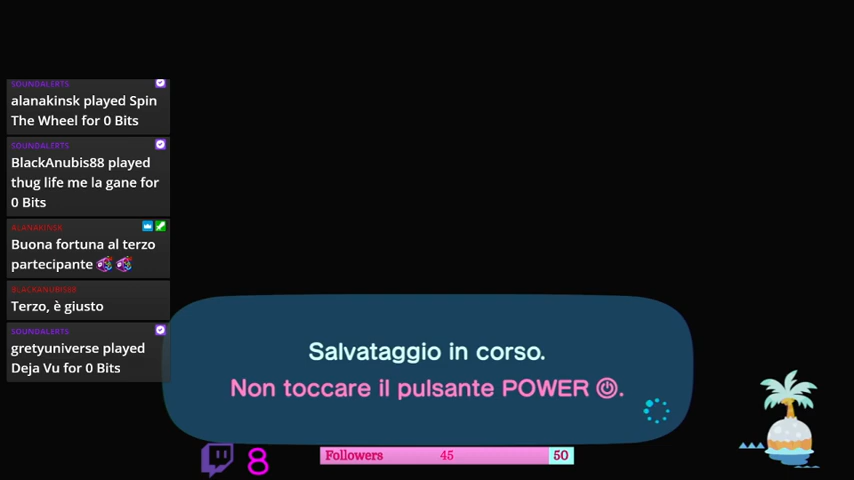 SOUNDALERTS
alanakinsk played Spin
The Wheel for 0 Bits
SOUNDALERTS
BlackAnubis88 played
thug life me la gane for
0 Bits
ALANAKINSK
Buona fortuna al terzo
partecipante
BLACKANUBIS88
Terzo, è giusto
SOUNDALERTS
gretyuniverse played
Deja Vu for 0 Bits
Salvataggio in corso.
Non toccare il pulsante POWER.
8
Followers 45 50